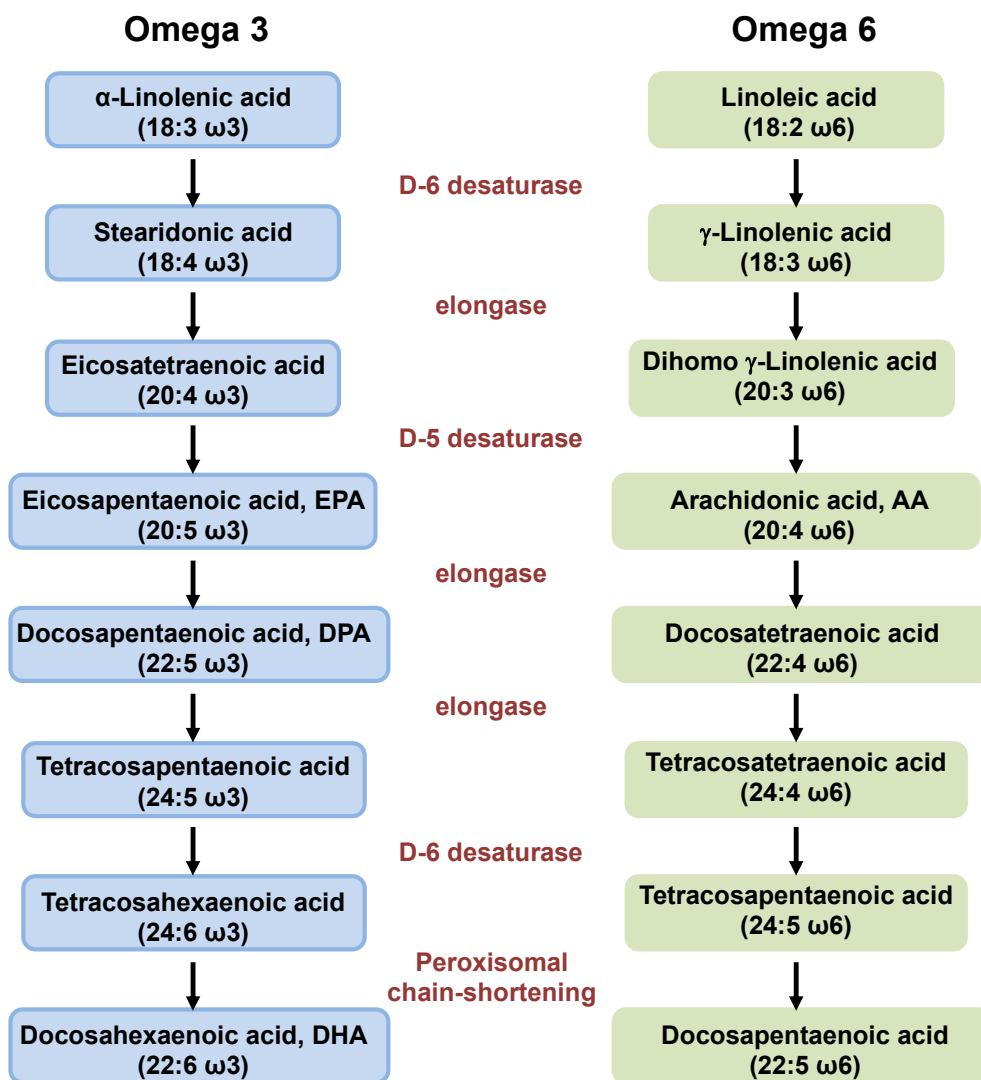 Omega 3
Omega 6
α-Linolenic acid
(18:3 ω3)
Linoleic acid
(18:2 ω6)
D-6 desaturase
Stearidonic acid
(18:4 ω3)
γ-Linolenic acid
(18:3 ω6)
elongase
Eicosatetraenoic acid
(20:4 ω3)
Dihomo γ-Linolenic acid
(20:3 ω6)
D-5 desaturase
Eicosapentaenoic acid, EPA
(20:5 ω3)
Arachidonic acid, AA
(20:4 ω6)
elongase
Docosapentaenoic acid, DPA
(22:5 ω3)
Docosatetraenoic acid
(22:4 ω6)
elongase
Tetracosapentaenoic acid
(24:5 ω3)
Tetracosatetraenoic acid
(24:4 ω6)
D-6 desaturase
Tetracosahexaenoic acid
(24:6 ω3)
Tetracosapentaenoic acid
(24:5 ω6)
Peroxisomal
chain-shortening
Docosahexaenoic acid, DHA
(22:6 ω3)
Docosapentaenoic acid
(22:5 ω6)